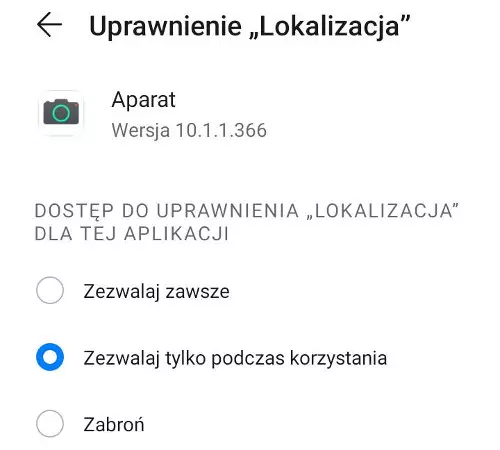 Uprawnienie „Lokalizacja”
Aparat
Wersja 10.1.1.366
DOSTĘP DO UPRAWNIENIA „LOKALIZACJA”
DLA TEJ APLIKACJI
Zezwalaj zawsze
Zezwalaj tylko podczas korzystania
Zabroń